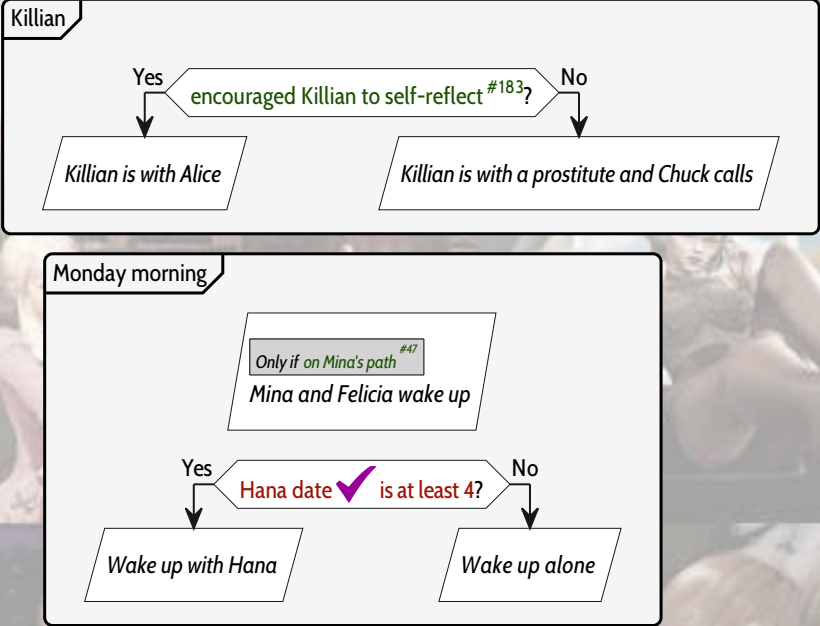 Killian
Yes
encouraged Killian to self-reflect #183?
No
Killian is with Alice
Killian is with a prostitute and Chuck calls
Monday morning
Only if on Mina's path #47
Mina and Felicia wake up
Yes
Hana date ✔ is at least 4?
No
Wake up with Hana
Wake up alone